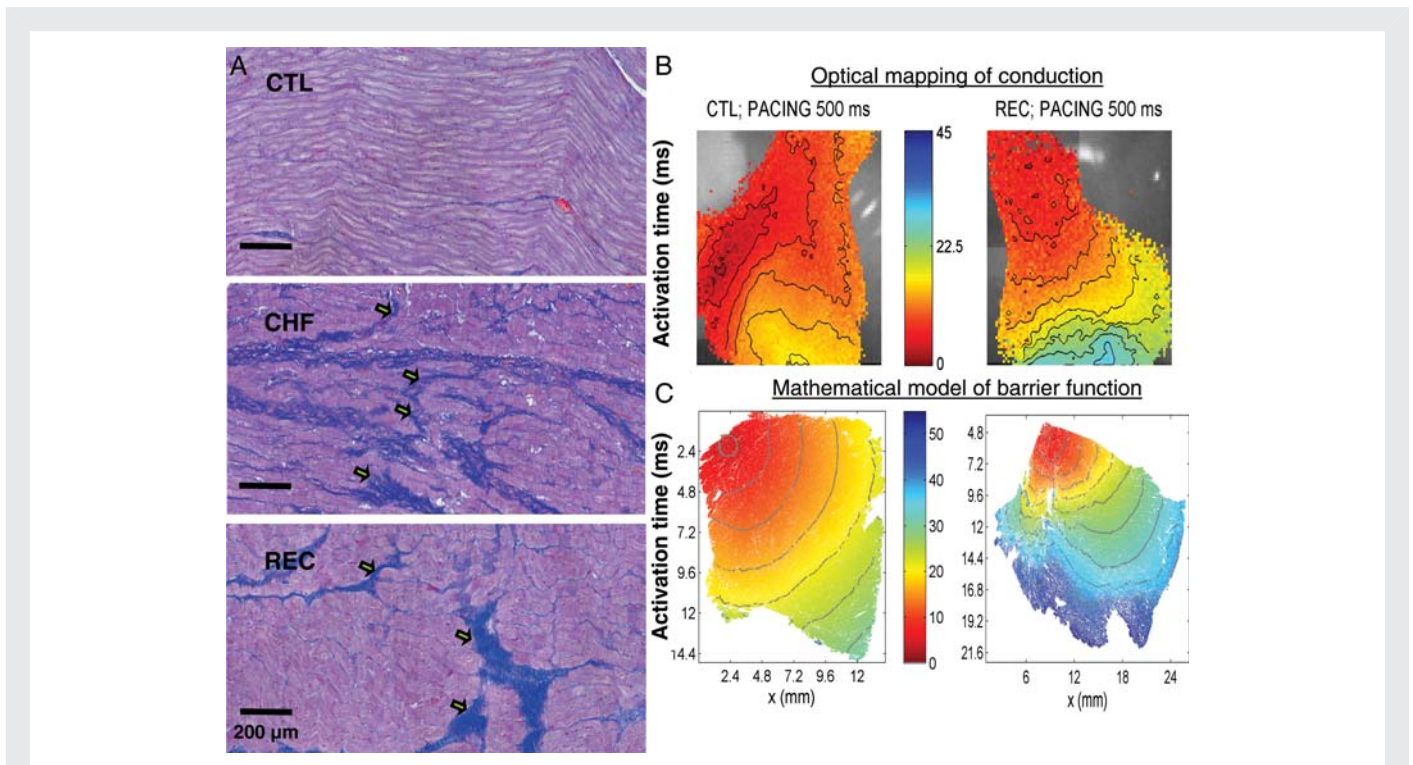 A
CTL
CHF
REC
200 µm
B
Optical mapping of conduction
CTL; PACING 500 ms
REC; PACING 500 ms
Activation time (ms)
45
22.5
0
C
Mathematical model of barrier function
Activation time (ms)
2.4
4.8
7.2
9.6
12
14.4
2.4 4.8 7.2 9.6 12
x (mm)
50
40
30
20
10
0
4.8
7.2
9.6
12
14.4
16.8
19.2
21.6
6 12 18 24
x (mm)